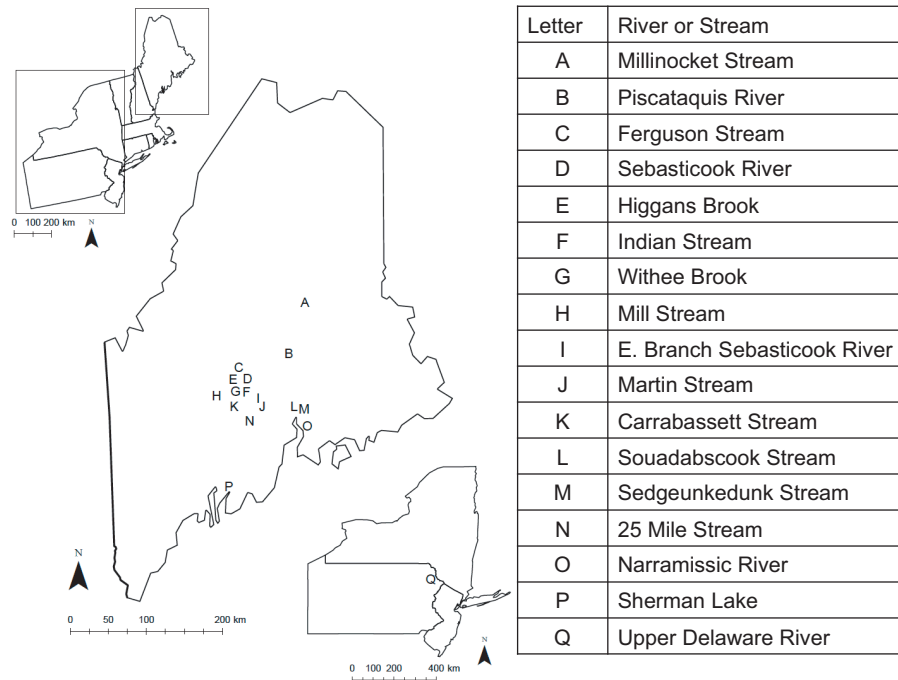 N
0 100 200 km
A
B
C
E D
G F
H
I
K J
L M
N
O
P
N
0 50 100 200 km
Q
N
0 100 200 400 km
Letter River or Stream
A Millinocket Stream
B Piscataquis River
C Ferguson Stream
D Sebasticook River
E Higgans Brook
F Indian Stream
G Withee Brook
H Mill Stream
I E. Branch Sebasticook River
J Martin Stream
K Carrabassett Stream
L Souadabscook Stream
M Sedgeunkedunk Stream
N 25 Mile Stream
O Narramissic River
P Sherman Lake
Q Upper Delaware River